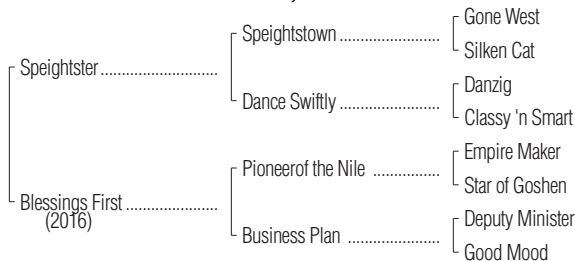 Gone West
Speightstown
Silken Cat
Speightster
Danzig
Dance Swiftly
Classy 'n Smart
Empire Maker
Pioneerof the Nile
Star of Goshen
Blessings First
(2016)
Deputy Minister
Business Plan
Good Mood